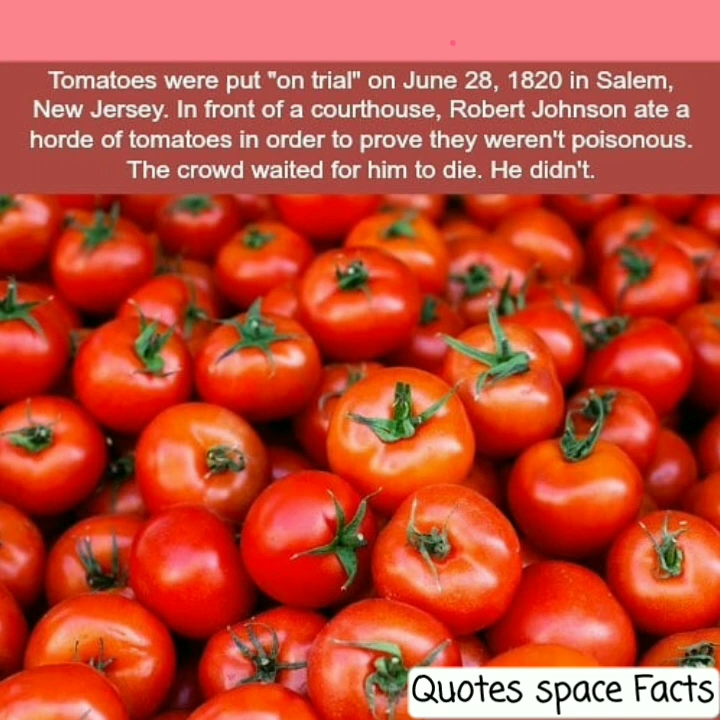 Tomatoes were put "on trial" on June 28, 1820 in Salem,
New Jersey. In front of a courthouse, Robert Johnson ate a
horde of tomatoes in order to prove they weren't poisonous.
The crowd waited for him to die. He didn't.
Quotes space Facts